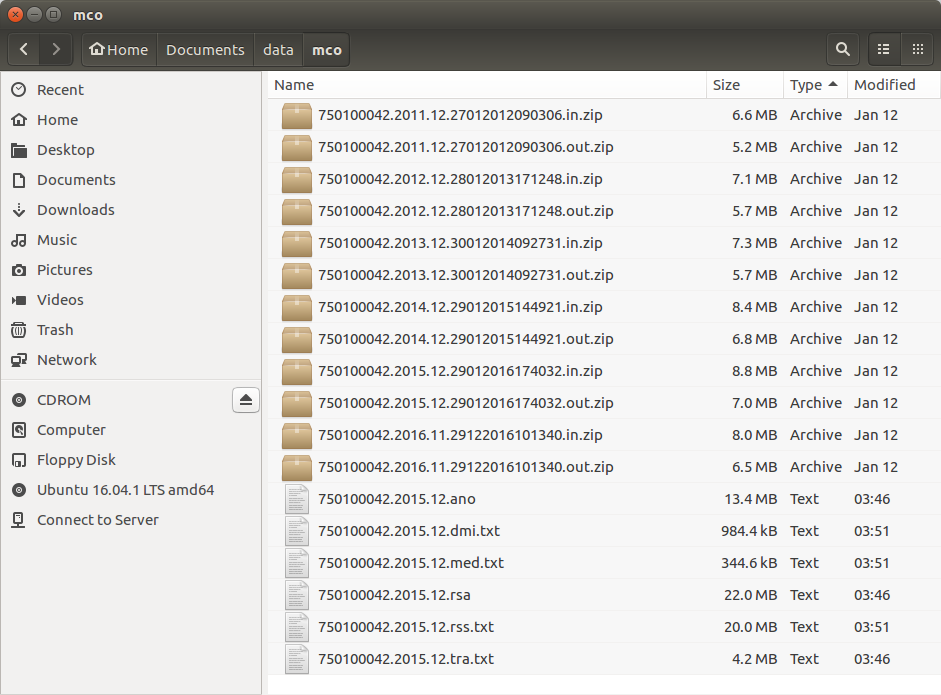 mco
Home Documents data mco
Name Size Type Modified
Recent
Home
Desktop
Documents
Downloads
Music
Pictures
Videos
Trash
Network
CDROM
Computer
Floppy Disk
Ubuntu 16.04.1 LTS amd64
Connect to Server
750100042.2011.12.27012012090306.in.zip 6.6 MB Archive Jan 12
750100042.2011.12.27012012090306.out.zip 5.2 MB Archive Jan 12
750100042.2012.12.28012013171248.in.zip 7.1 MB Archive Jan 12
750100042.2012.12.28012013171248.out.zip 5.7 MB Archive Jan 12
750100042.2013.12.30012014092731.in.zip 7.3 MB Archive Jan 12
750100042.2013.12.30012014092731.out.zip 5.7 MB Archive Jan 12
750100042.2014.12.29012015144921.in.zip 8.4 MB Archive Jan 12
750100042.2014.12.29012015144921.out.zip 6.8 MB Archive Jan 12
750100042.2015.12.29012016174032.in.zip 8.8 MB Archive Jan 12
750100042.2015.12.29012016174032.out.zip 7.0 MB Archive Jan 12
750100042.2016.11.29122016101340.in.zip 8.0 MB Archive Jan 12
750100042.2016.11.29122016101340.out.zip 6.5 MB Archive Jan 12
750100042.2015.12.ano 13.4 MB Text 03:46
750100042.2015.12.dmi.txt 984.4 kB Text 03:51
750100042.2015.12.med.txt 344.6 kB Text 03:51
750100042.2015.12.rsa 22.0 MB Text 03:46
750100042.2015.12.rss.txt 20.0 MB Text 03:51
750100042.2015.12.tra.txt 4.2 MB Text 03:46